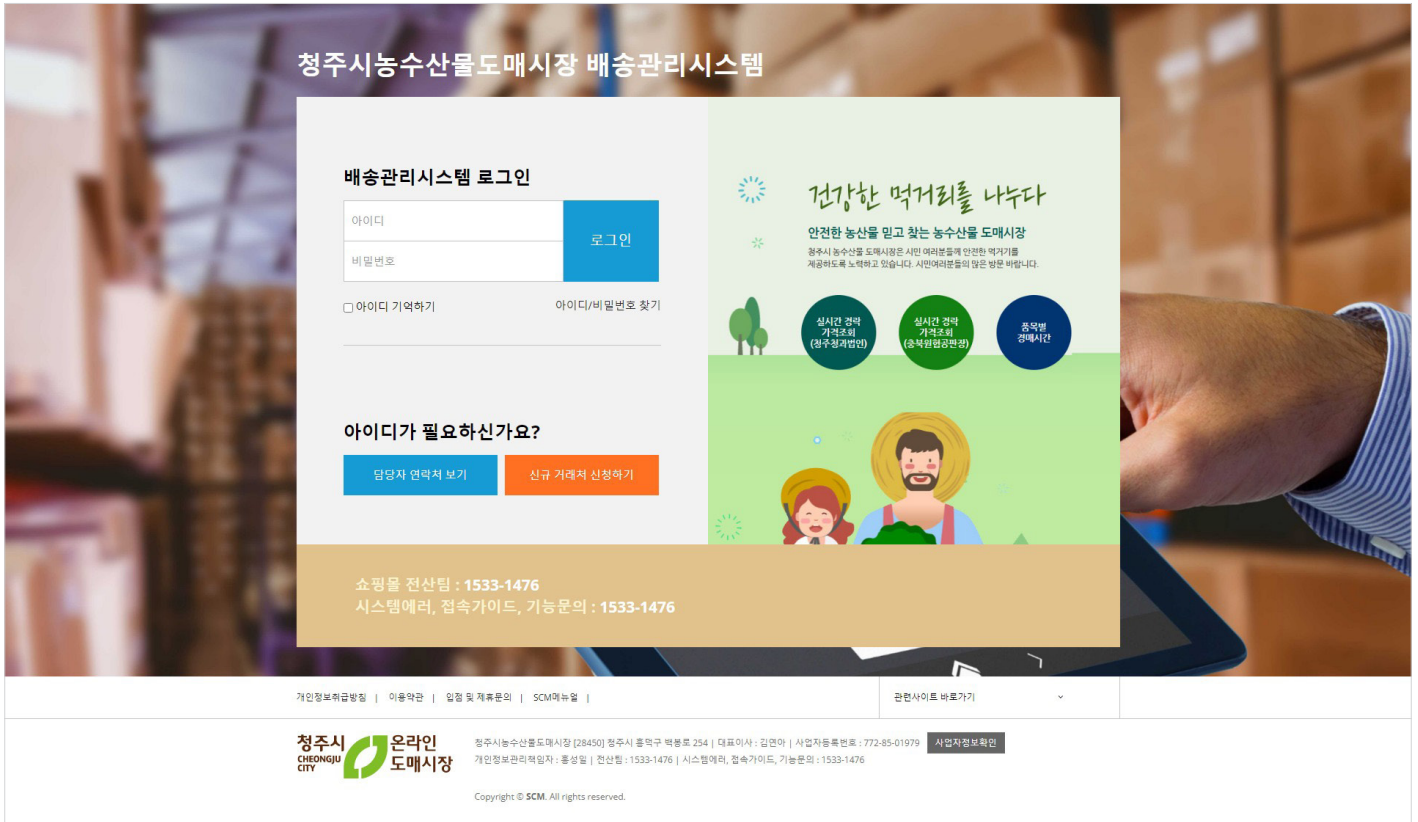 청주시농수산물도매시장 배송관리시스템
배송관리시스템 로그인
아이디
비밀번호
로그인
아이디 기억하기
아이디/비밀번호 찾기
아이디가 필요하신가요?
담당자 연락처 보기
신규 거래처 신청하기
건강한 먹거리를 나누다
안전한 농산물 믿고 찾는 농수산물 도매시장
청주시 농수산물 도매시장은 시민 여러분들께 안전한 먹거기를
제공하도록 노력하고 있습니다. 시민여러분들의 많은 방문 바랍니다.
실시간 경락
가격조회
(청주청과법인)
실시간 경락
가격조회
(충북원협공판장)
품목별
경매시간
쇼핑몰 전산팀 : 1533-1476
시스템에러, 접속가이드, 기능문의 : 1533-1476
개인정보취급방침 | 이용약관 | 입점 및 제휴문의 | SCM메뉴얼 |
관련사이트 바로가기
청주시
CHEONGJU
CITY
온라인
도매시장
청주시농수산물도매시장 [28450] 청주시 흥덕구 백봉로 254 | 대표이사 : 김연아 | 사업자등록번호 : 772-85-01979
사업자정보확인
개인정보관리책임자 : 홍성일 | 전산팀 : 1533-1476 | 시스템에러, 접속가이드, 기능문의 : 1533-1476
Copyright © SCM. All rights reserved.